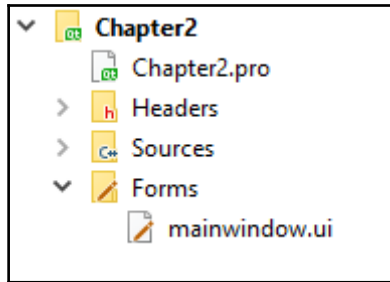 Chapter2
Chapter2.pro
Headers
Sources
Forms
mainwindow.ui